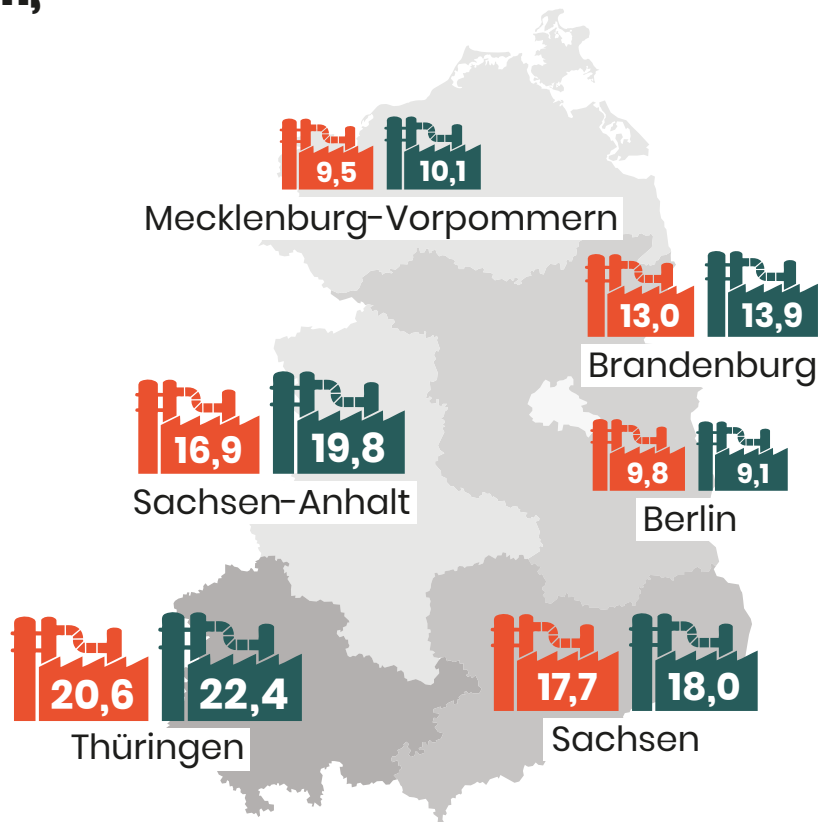 9,5 10,1
Mecklenburg-Vorpommern
13,0 13,9
Brandenburg
16,9 19,8
Sachsen-Anhalt
9,8 9,1
Berlin
20,6 22,4
Thüringen
17,7 18,0
Sachsen